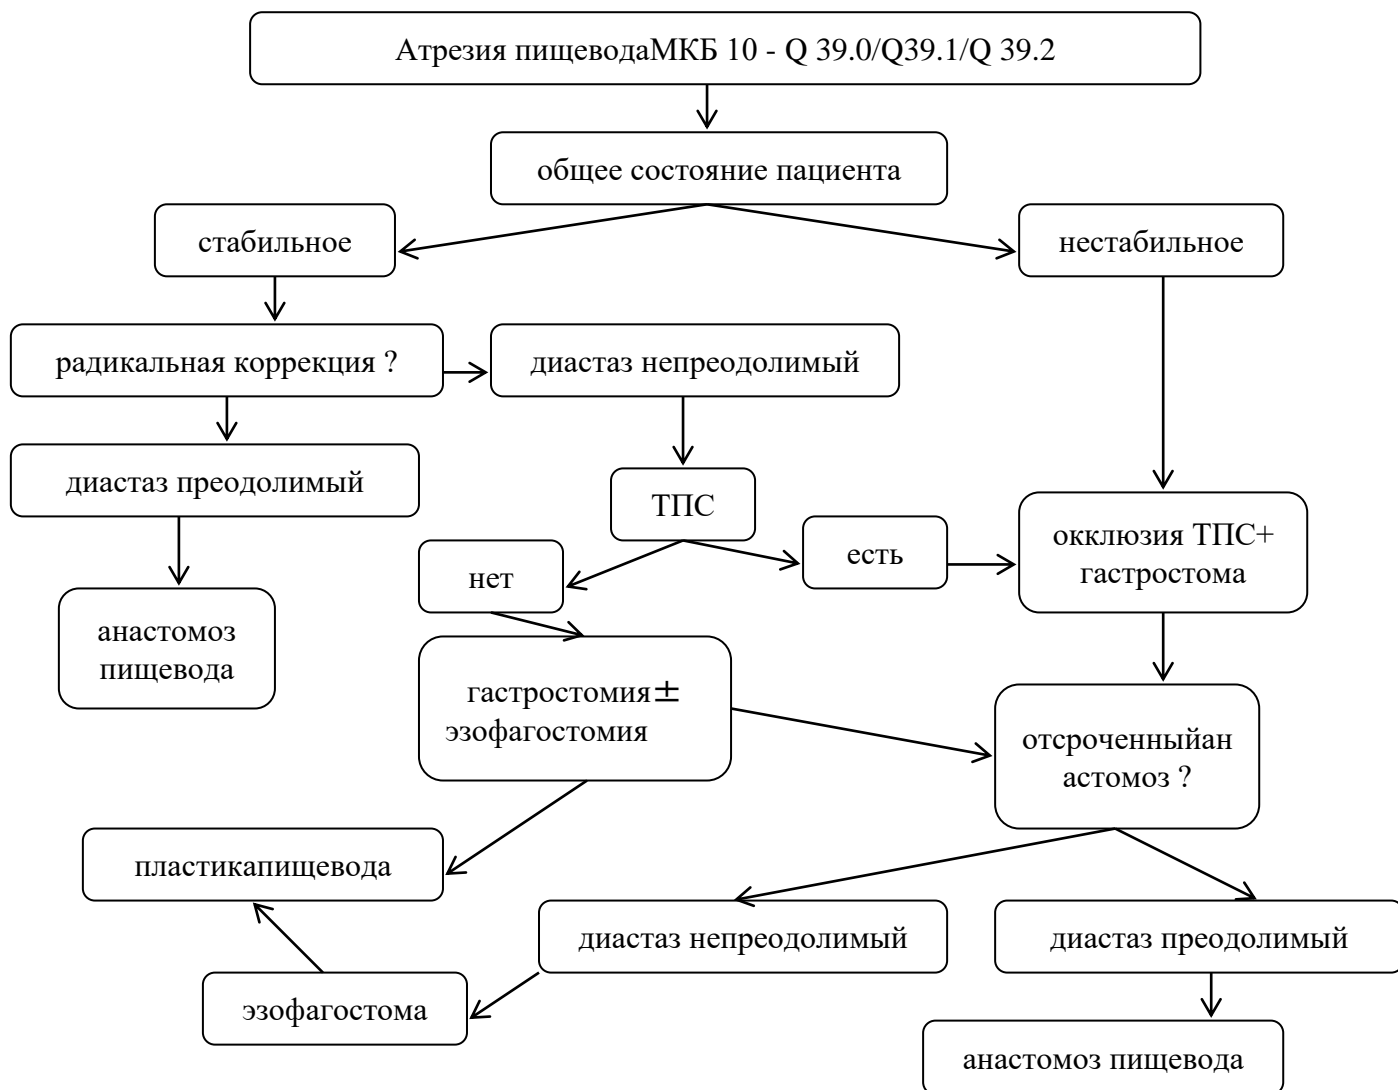 Атрезия пищеводаМКБ 10 - Q 39.0/Q39.1/Q 39.2
общее состояние пациента
стабильное
нестабильное
радикальная коррекция ?
диастаз непреодолимый
диастаз преодолимый
ТПС
нет
есть
окклюзия ТПС+
гастростома
анастомоз
пищевода
гастростомия±
эзофагостомия
отсроченныйан
астомоз ?
пластикапищевода
диастаз непреодолимый
диастаз преодолимый
эзофагостома
анастомоз пищевода